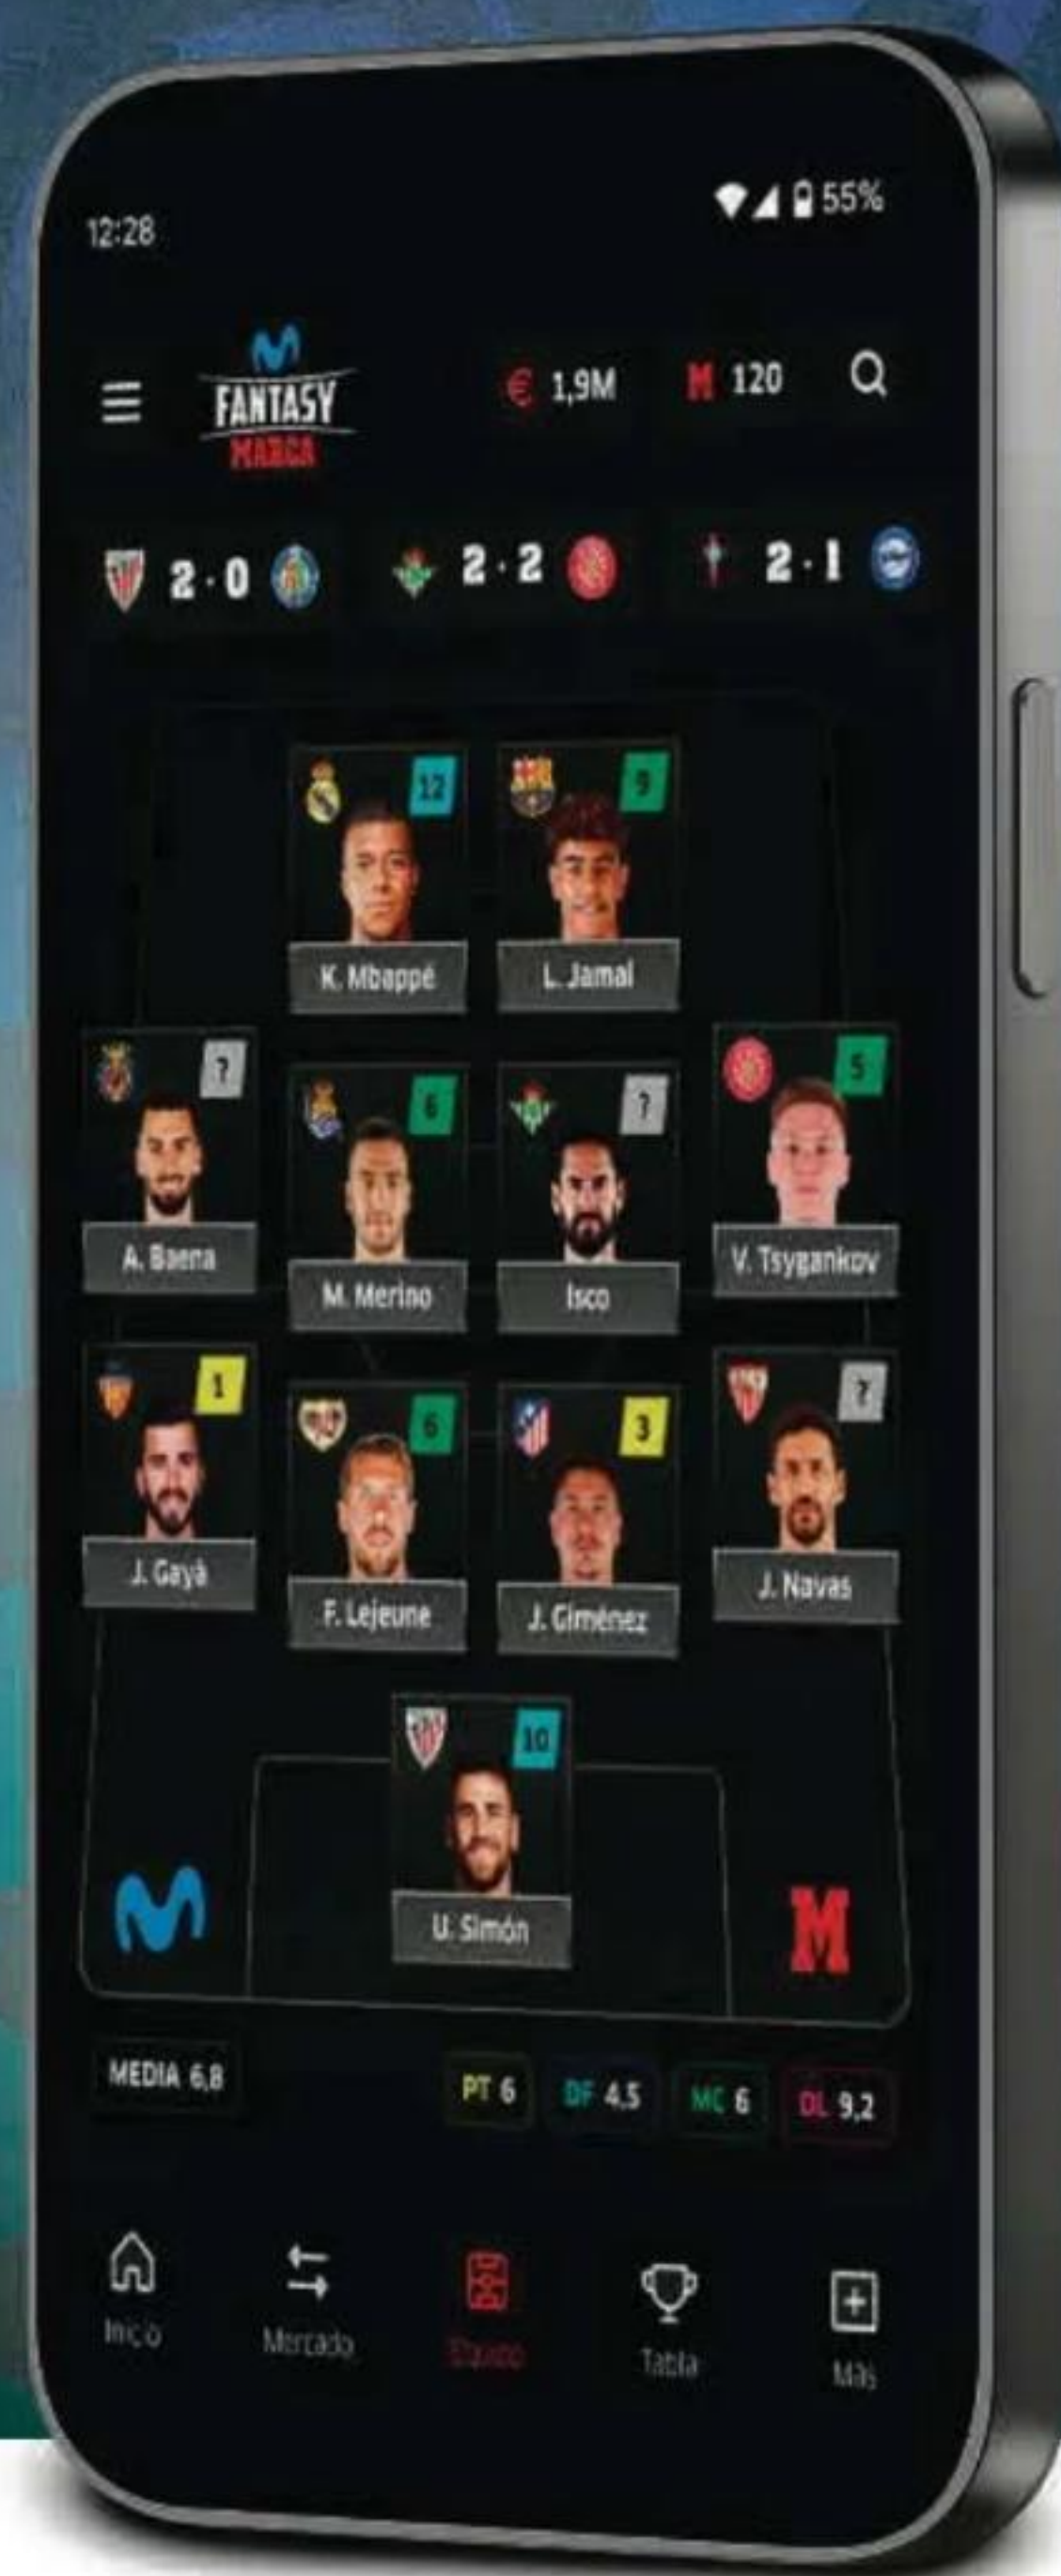 12:28 55%
FANTASY
MARCA
€ 1,9M M 120
2·0 2·2 2·1
12 9
K. Mbappé L. Jamal
? 6 ? 5
A. Baena M. Merino Isco V. Tsygankov
1 6 3 ?
J. Gayà F. Lejeune J. Giménez J. Navas
10
U. Simón
M
MEDIA 6,8 PT 6 DF 4,5 MC 6 DL 9,2
Inicio Mercado Equipo Tabla Más